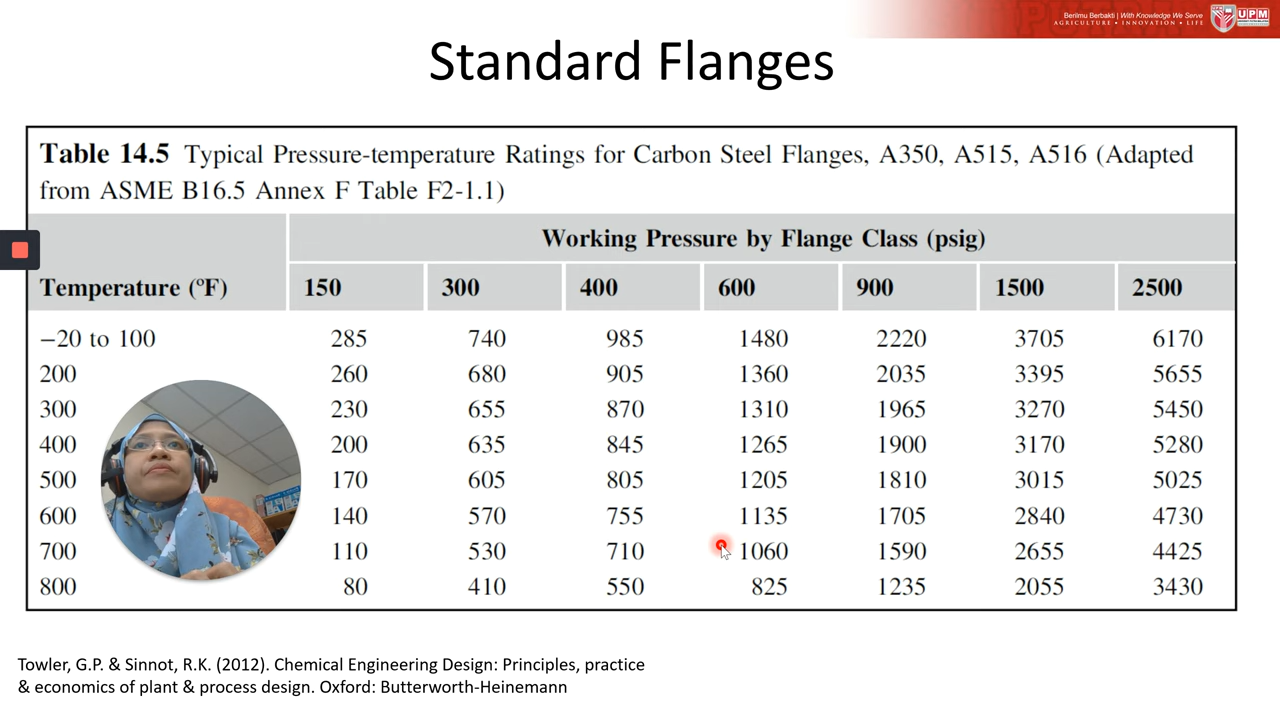 Berilmu Berbakti | With Knowledge We Serve
AGRICULTURE • INNOVATION • LIFE
UPM
Standard Flanges
Table 14.5 Typical Pressure-temperature Ratings for Carbon Steel Flanges, A350, A515, A516 (Adapted
from ASME B16.5 Annex F Table F2-1.1)
Working Pressure by Flange Class (psig)
Temperature (ºF) 150 300 400 600 900 1500 2500
−20 to 100 285 740 985 1480 2220 3705 6170
200 260 680 905 1360 2035 3395 5655
300 230 655 870 1310 1965 3270 5450
400 200 635 845 1265 1900 3170 5280
500 170 605 805 1205 1810 3015 5025
600 140 570 755 1135 1705 2840 4730
700 110 530 710 1060 1590 2655 4425
800 80 410 550 825 1235 2055 3430
Towler, G.P. & Sinnot, R.K. (2012). Chemical Engineering Design: Principles, practice
& economics of plant & process design. Oxford: Butterworth-Heinemann